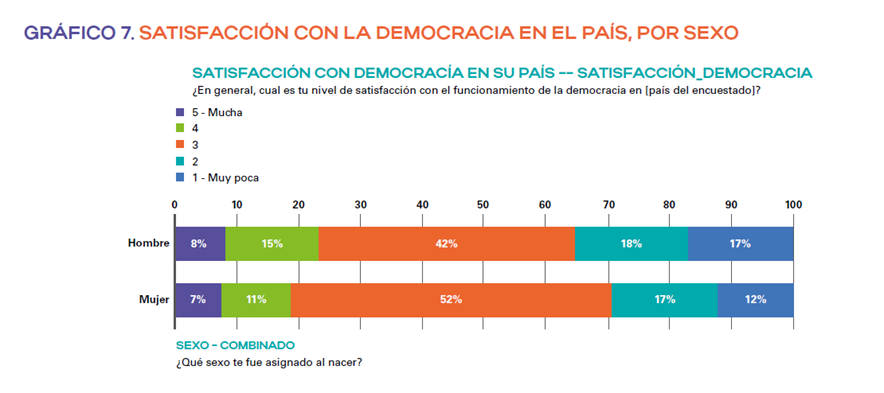 GRÁFICO 7. SATISFACCIÓN CON LA DEMOCRACIA EN EL PAÍS, POR SEXO
SATISFACCIÓN CON DEMOCRACÍA EN SU PAÍS -- SATISFACCIÓN_DEMOCRACIA
¿En general, cual es tu nivel de satisfacción con el funcionamiento de la democracia en [país del encuestado]?
5 - Mucha
4
3
2
1 - Muy poca
0 10 20 30 40 50 60 70 80 90 100
Hombre 8% 15% 42% 18% 17%
Mujer 7% 11% 52% 17% 12%
SEXO - COMBINADO
¿Qué sexo te fue asignado al nacer?